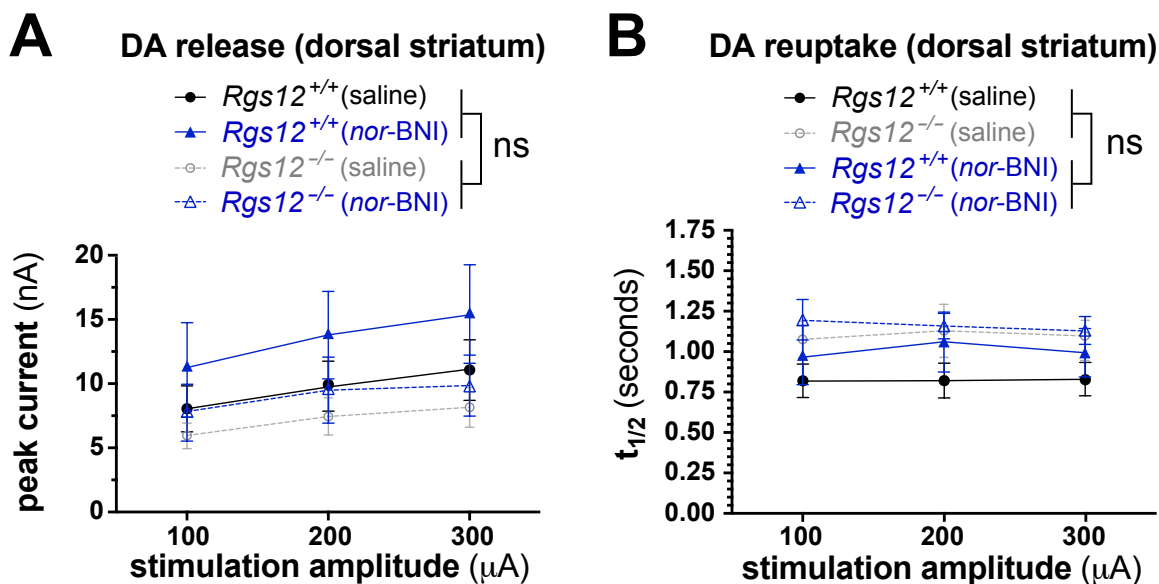 A
DA release (dorsal striatum)
Rgs12+/+ (saline)
Rgs12+/+ (nor-BNI)
Rgs12−/− (saline)
Rgs12−/− (nor-BNI)
ns
20
15
10
5
0
peak current (nA)
100 200 300
stimulation amplitude (μA)
B
DA reuptake (dorsal striatum)
Rgs12+/+ (saline)
Rgs12−/− (saline)
Rgs12+/+ (nor-BNI)
Rgs12−/− (nor-BNI)
ns
1.75
1.50
1.25
1.00
0.75
0.50
0.25
0.00
t1/2 (seconds)
100 200 300
stimulation amplitude (μA)